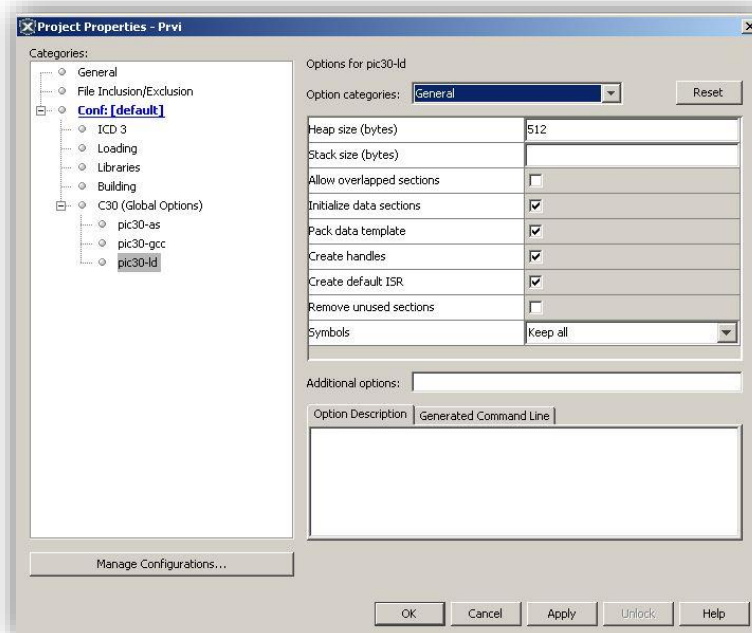 Project Properties - Prvi
Categories:
General
File Inclusion/Exclusion
Conf: [default]
ICD 3
Loading
Libraries
Building
C30 (Global Options)
pic30-as
pic30-gcc
pic30-ld
Manage Configurations...
Options for pic30-ld
Option categories: General Reset
Heap size (bytes) 512
Stack size (bytes)
Allow overlapped sections
Initialize data sections
Pack data template
Create handles
Create default ISR
Remove unused sections
Symbols Keep all
Additional options:
Option Description Generated Command Line
OK Cancel Apply Unlock Help